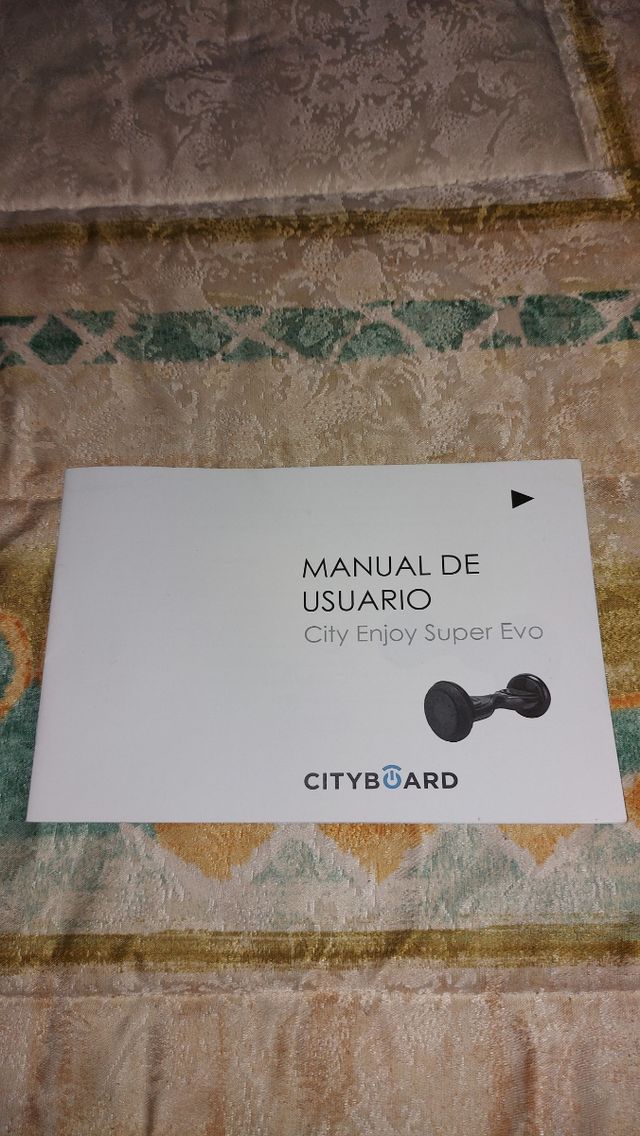 MANUAL DE
USUARIO
City Enjoy Super Evo
CITYBOARD